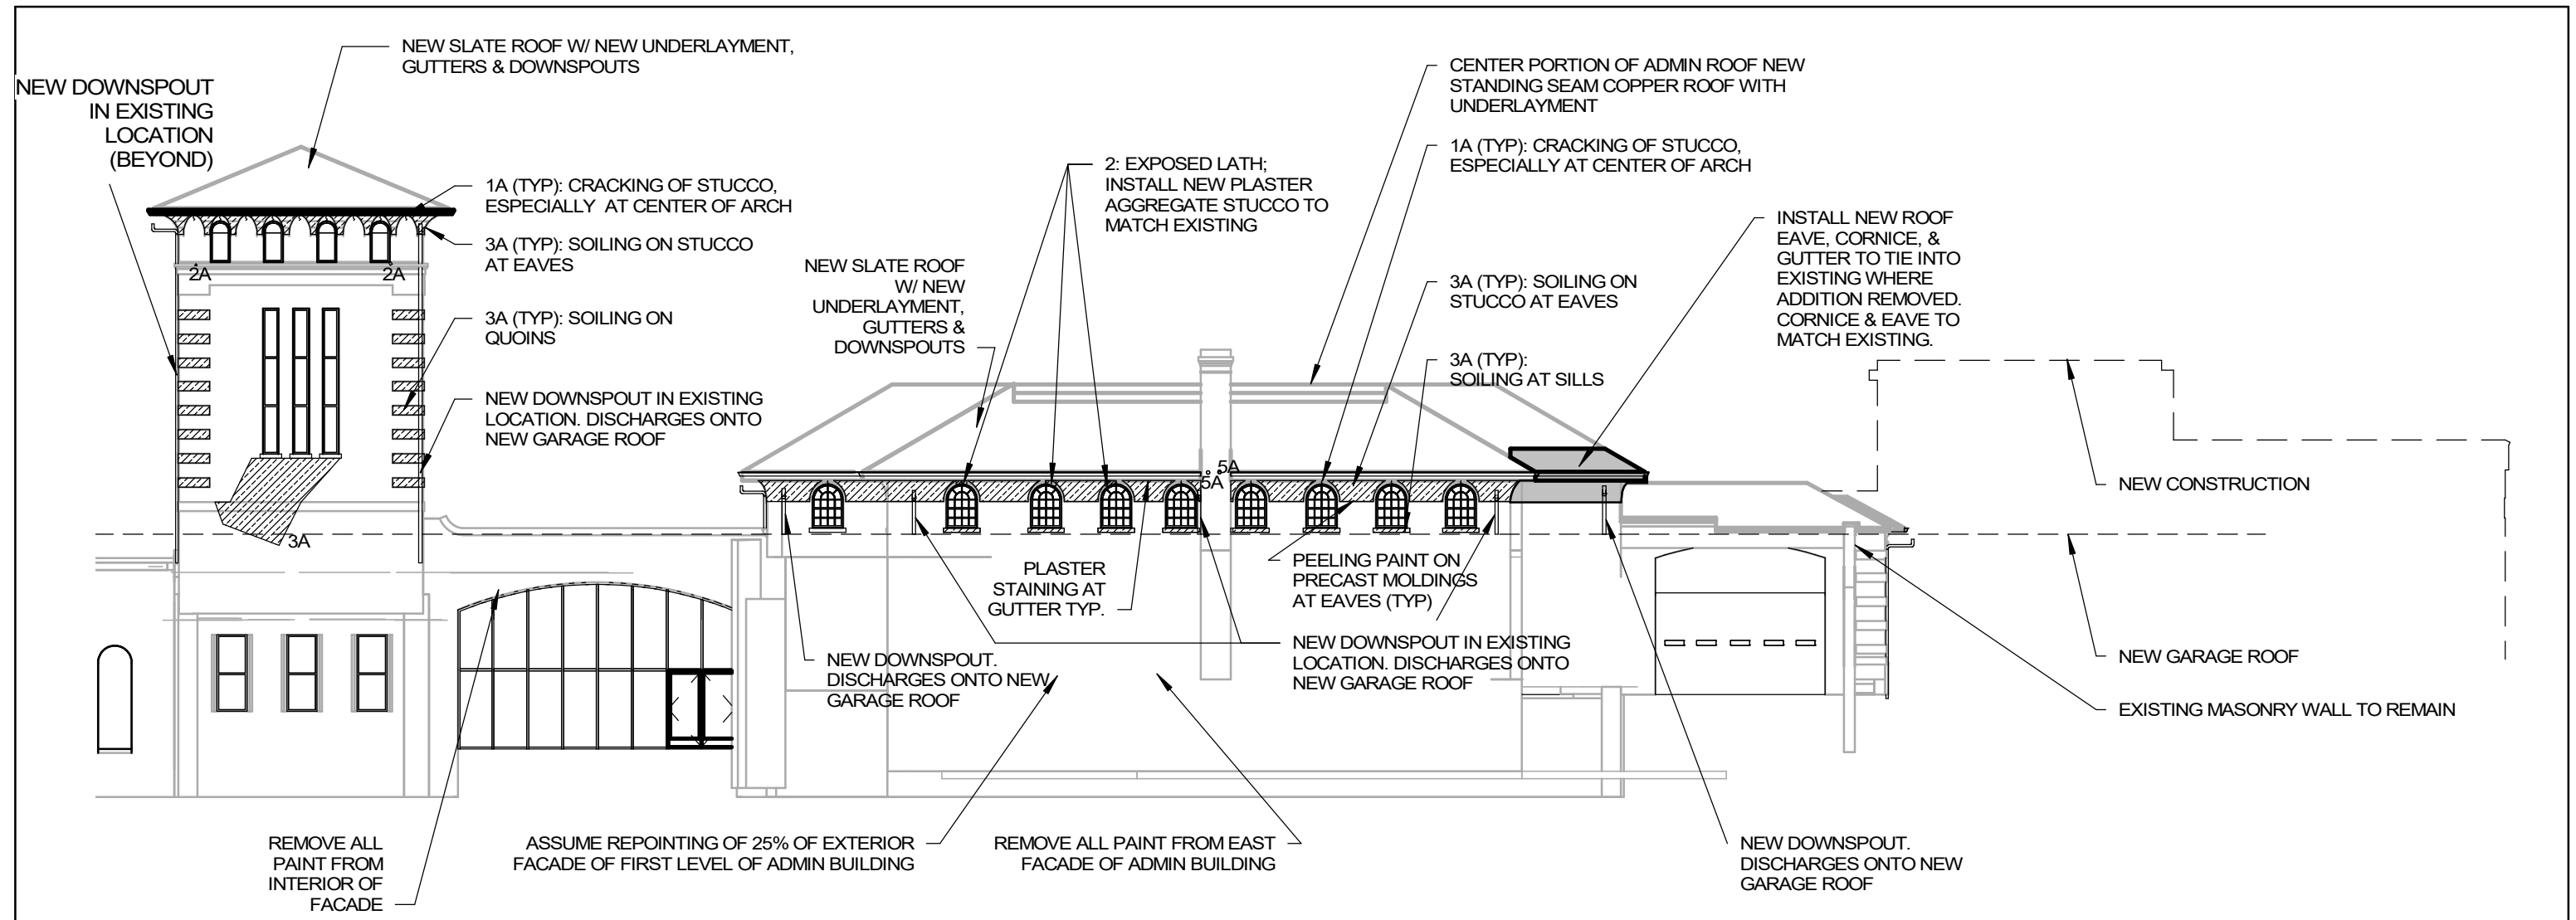 NEW SLATE ROOF W/ NEW UNDERLAYMENT,
GUTTERS & DOWNSPOUTS
NEW DOWNSPOUT
IN EXISTING
LOCATION
(BEYOND)
1A (TYP): CRACKING OF STUCCO,
ESPECIALLY AT CENTER OF ARCH
3A (TYP): SOILING ON STUCCO
AT EAVES
2A
2A
3A (TYP): SOILING ON
QUOINS
NEW DOWNSPOUT IN EXISTING
LOCATION. DISCHARGES ONTO
NEW GARAGE ROOF
3A
NEW SLATE ROOF
W/ NEW
UNDERLAYMENT,
GUTTERS &
DOWNSPOUTS
2: EXPOSED LATH;
INSTALL NEW PLASTER
AGGREGATE STUCCO TO
MATCH EXISTING
CENTER PORTION OF ADMIN ROOF NEW
STANDING SEAM COPPER ROOF WITH
UNDERLAYMENT
1A (TYP): CRACKING OF STUCCO,
ESPECIALLY AT CENTER OF ARCH
3A (TYP): SOILING ON
STUCCO AT EAVES
3A (TYP):
SOILING AT SILLS
INSTALL NEW ROOF
EAVE, CORNICE, &
GUTTER TO TIE INTO
EXISTING WHERE
ADDITION REMOVED.
CORNICE & EAVE TO
MATCH EXISTING.
5A
5A
NEW CONSTRUCTION
PLASTER
STAINING AT
GUTTER TYP.
PEELING PAINT ON
PRECAST MOLDINGS
AT EAVES (TYP)
NEW DOWNSPOUT.
DISCHARGES ONTO NEW
GARAGE ROOF
NEW DOWNSPOUT IN EXISTING
LOCATION. DISCHARGES ONTO
NEW GARAGE ROOF
NEW GARAGE ROOF
EXISTING MASONRY WALL TO REMAIN
REMOVE ALL
PAINT FROM
INTERIOR OF
FACADE
ASSUME REPOINTING OF 25% OF EXTERIOR
FACADE OF FIRST LEVEL OF ADMIN BUILDING
REMOVE ALL PAINT FROM EAST
FACADE OF ADMIN BUILDING
NEW DOWNSPOUT.
DISCHARGES ONTO NEW
GARAGE ROOF